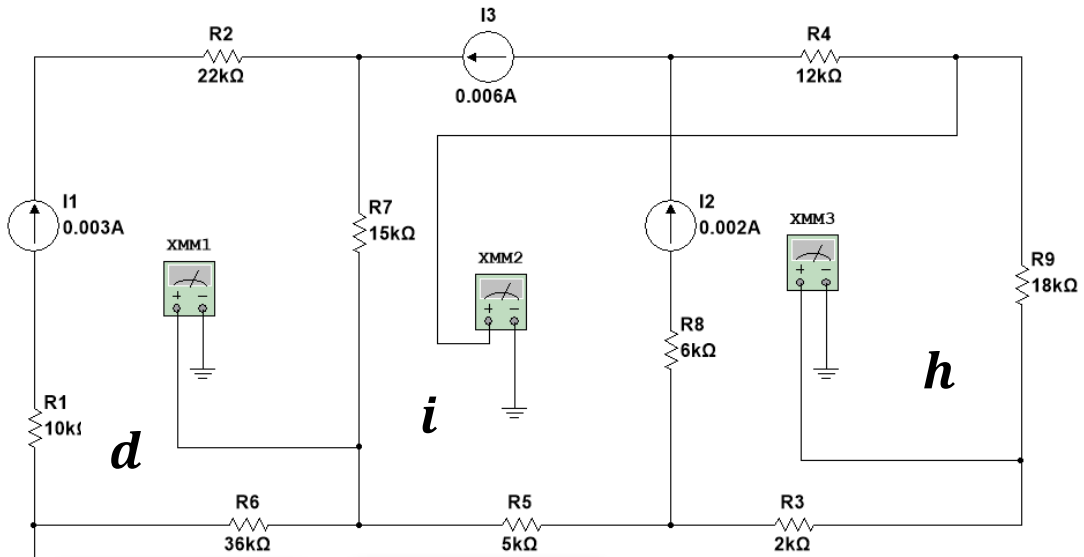 I3
R2
R4
22kΩ
12kΩ
0.006A
I1
0.003A
R7
15kΩ
I2
0.002A
XMM1
XMM2
XMM3
+ −
+ −
+ −
R9
18kΩ
R8
6kΩ
h
R1
10kΩ
i
d
R6
R5
R3
36kΩ
5kΩ
2kΩ